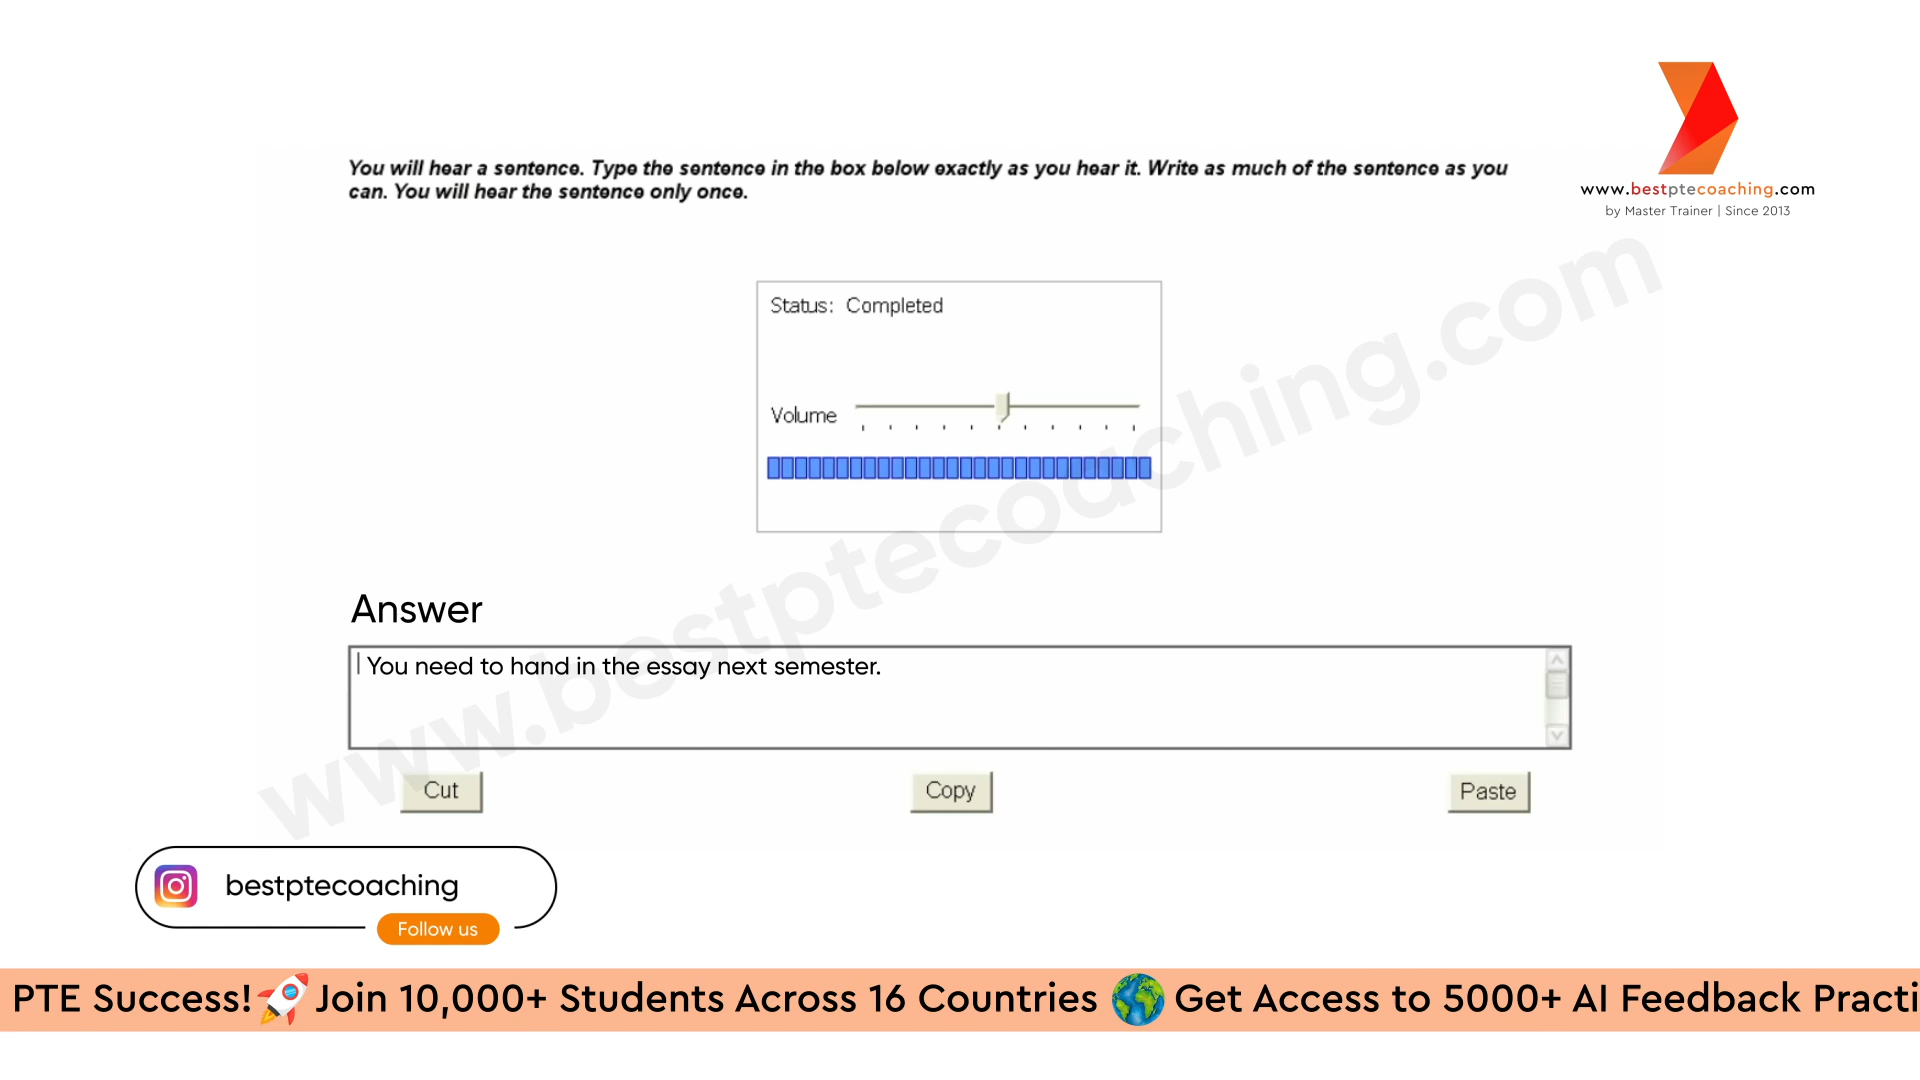 You will hear a sentence. Type the sentence in the box below exactly as you hear it. Write as much of the sentence as you
can. You will hear the sentence only once.
www.bestptecoaching.com
by Master Trainer | Since 2013
Status: Completed
Volume
www.bestptecoaching.com
Answer
You need to hand in the essay next semester.
Cut
Copy
Paste
bestptecoaching
Follow us
PTE Success!🚀Join 10,000+ Students Across 16 Countries 🌍 Get Access to 5000+ AI Feedback Practi